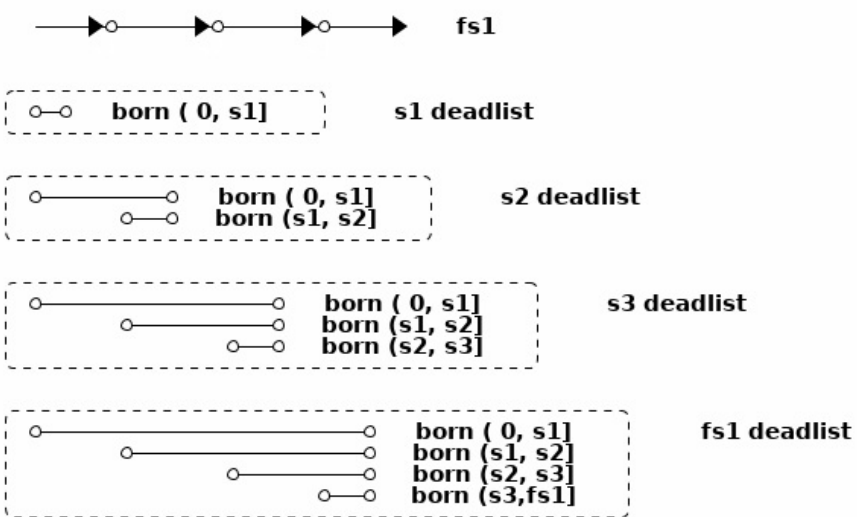 fs1
born ( 0, s1] s1 deadlist
born ( 0, s1] s2 deadlist
born (s1, s2]
born ( 0, s1] s3 deadlist
born (s1, s2]
born (s2, s3]
born ( 0, s1] fs1 deadlist
born (s1, s2]
born (s2, s3]
born (s3,fs1]